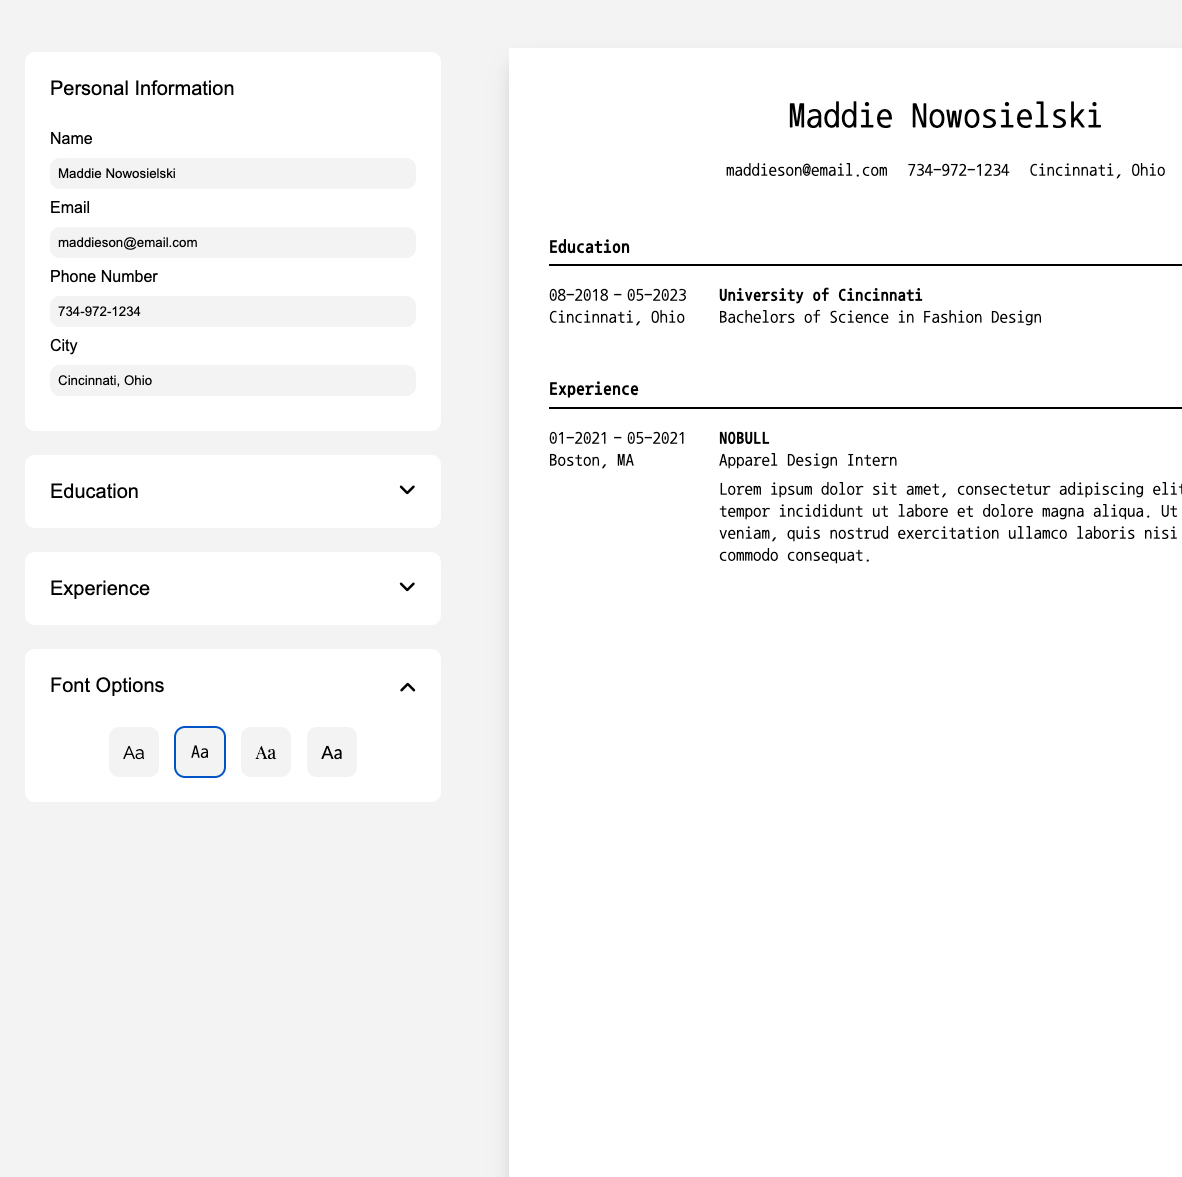 Personal Information
Name
Maddie Nowosielski
Email
maddieson@email.com
Phone Number
734-972-1234
City
Cincinnati, Ohio
Education
Experience
Font Options
Aa Aa Aa Aa
Maddie Nowosielski
maddieson@email.com 734-972-1234 Cincinnati, Ohio
Education
08-2018 - 05-2023 University of Cincinnati
Cincinnati, Ohio Bachelors of Science in Fashion Design
Experience
01-2021 - 05-2021 NOBULL
Boston, MA Apparel Design Intern
Lorem ipsum dolor sit amet, consectetur adipiscing elit
tempor incididunt ut labore et dolore magna aliqua. Ut
veniam, quis nostrud exercitation ullamco laboris nisi
commodo consequat.